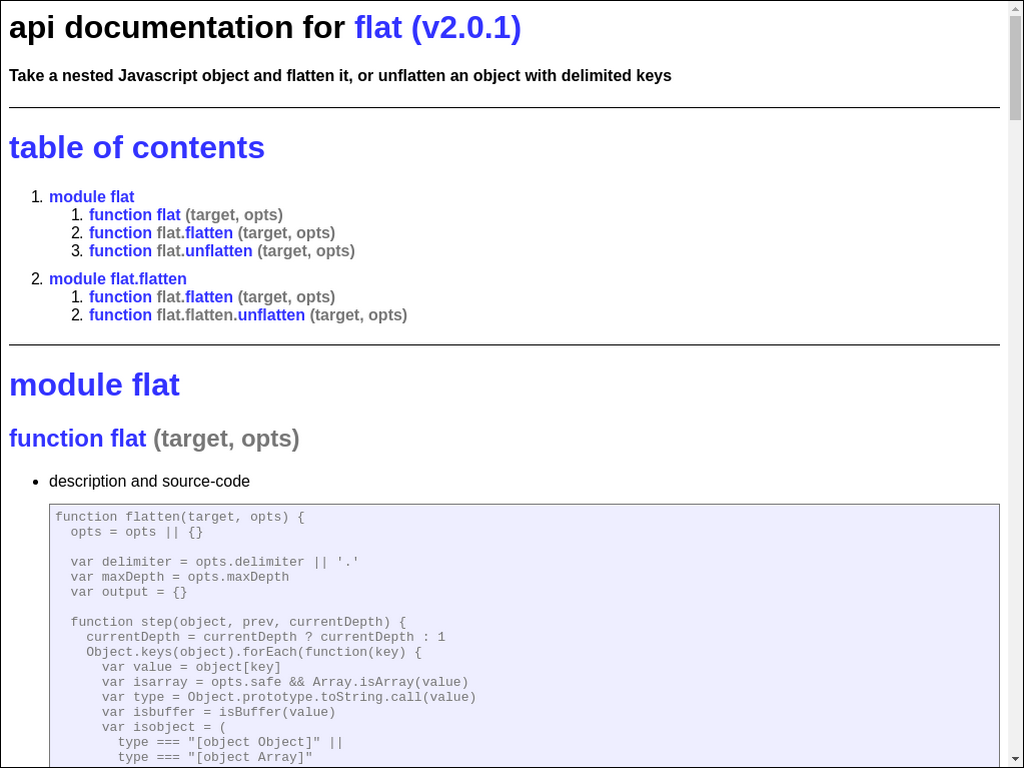 api documentation for flat (v2.0.1)
Take a nested Javascript object and flatten it, or unflatten an object with delimited keys
table of contents
1. module flat
1. function flat (target, opts)
2. function flat.flatten (target, opts)
3. function flat.unflatten (target, opts)
2. module flat.flatten
1. function flat.flatten (target, opts)
2. function flat.flatten.unflatten (target, opts)
module flat
function flat (target, opts)
• description and source-code
function flatten(target, opts) {
  opts = opts || {}
  var delimiter = opts.delimiter || '.'
  var maxDepth = opts.maxDepth
  var output = {}
  function step(object, prev, currentDepth) {
    currentDepth = currentDepth ? currentDepth : 1
    Object.keys(object).forEach(function(key) {
      var value = object[key]
      var isarray = opts.safe && Array.isArray(value)
      var type = Object.prototype.toString.call(value)
      var isbuffer = isBuffer(value)
      var isobject = (
        type === "[object Object]" ||
        type === "[object Array]"